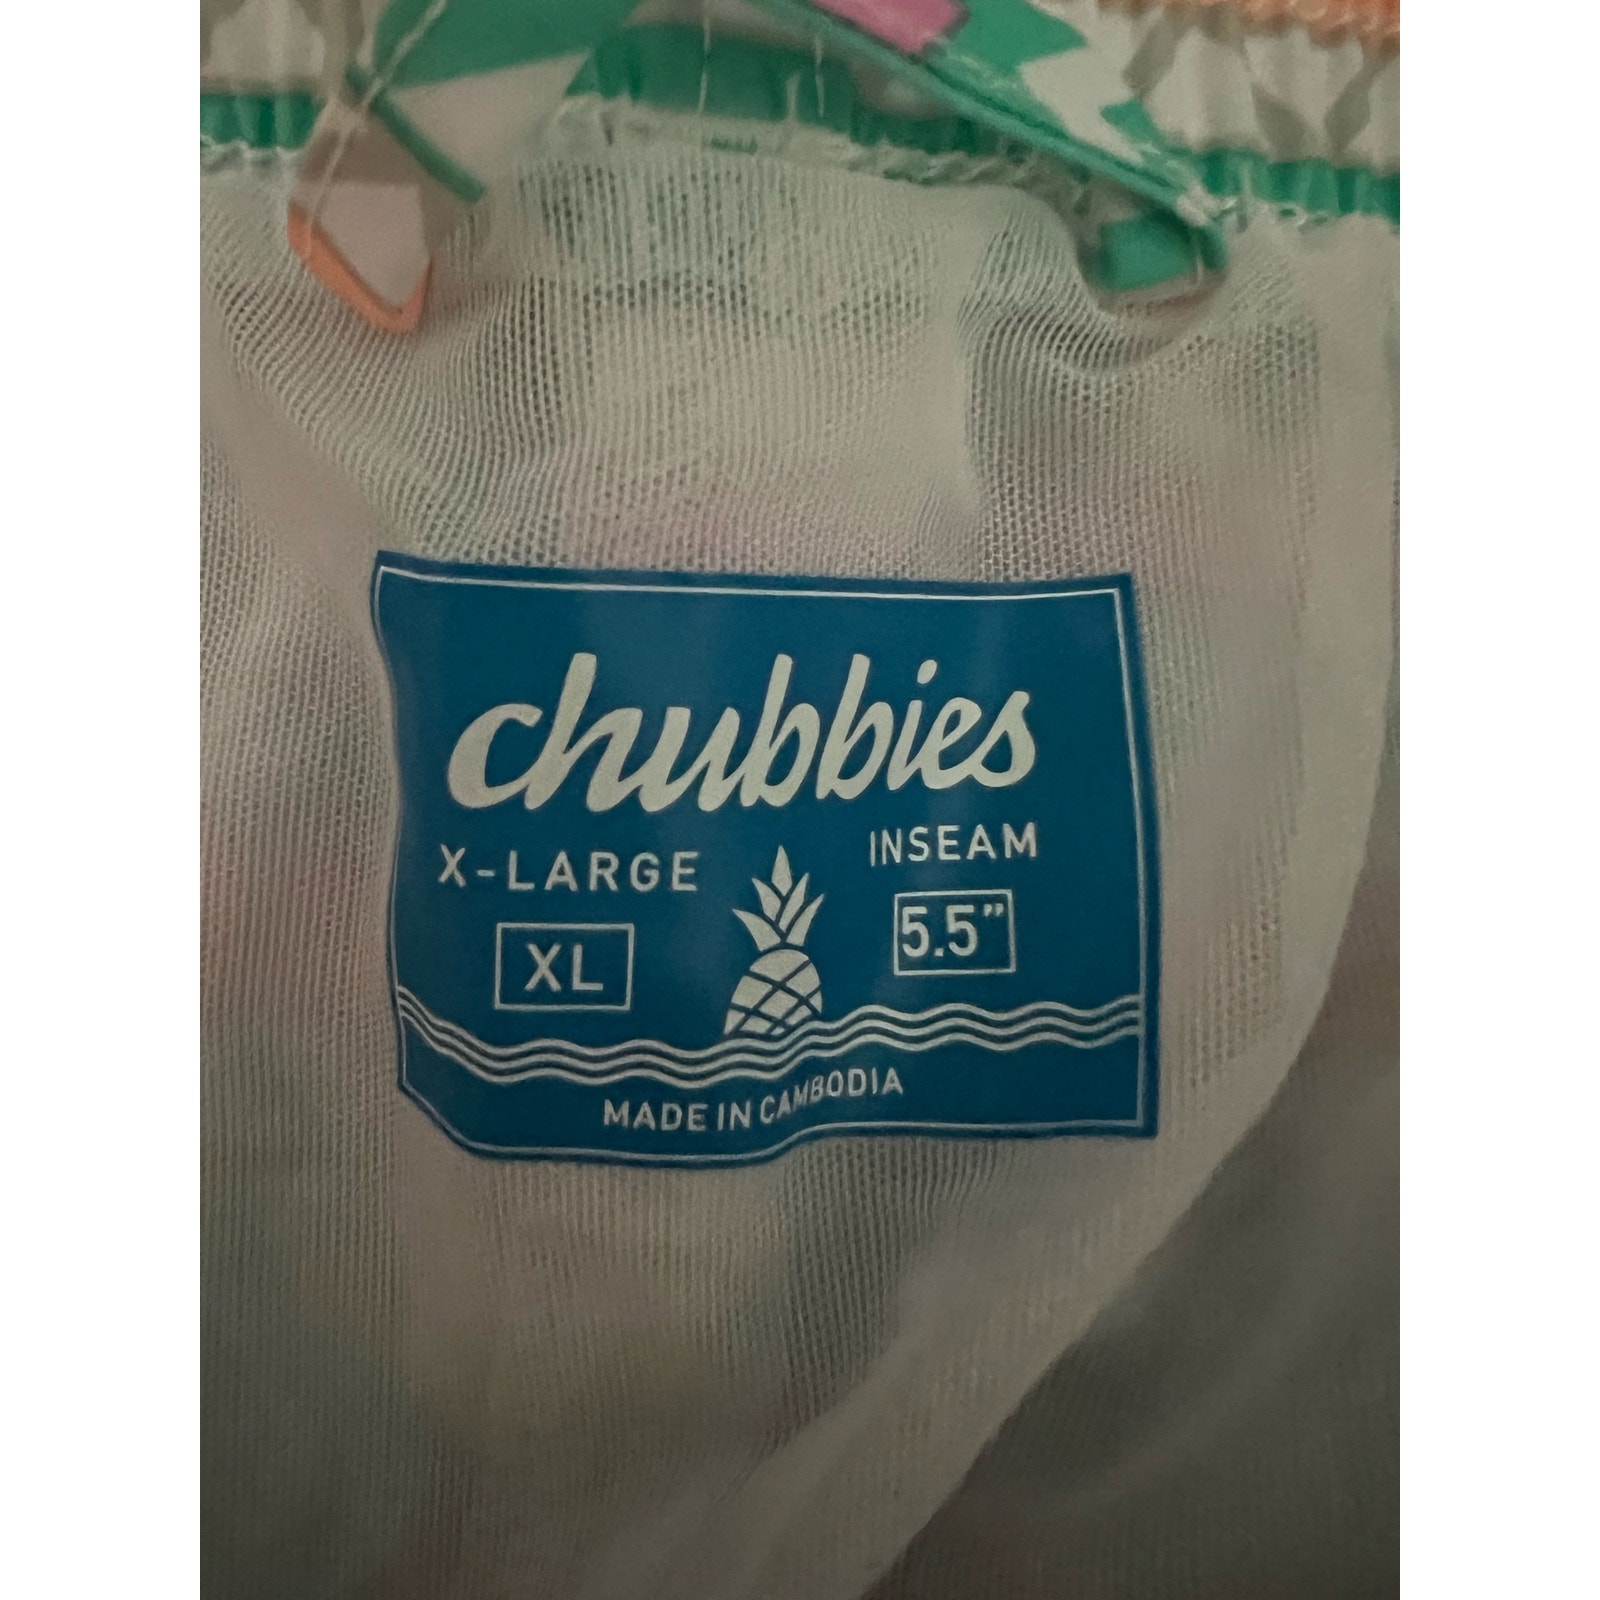 chubbies
X-LARGE
XL
INSEAM
5.5"
MADE IN CAMBODIA